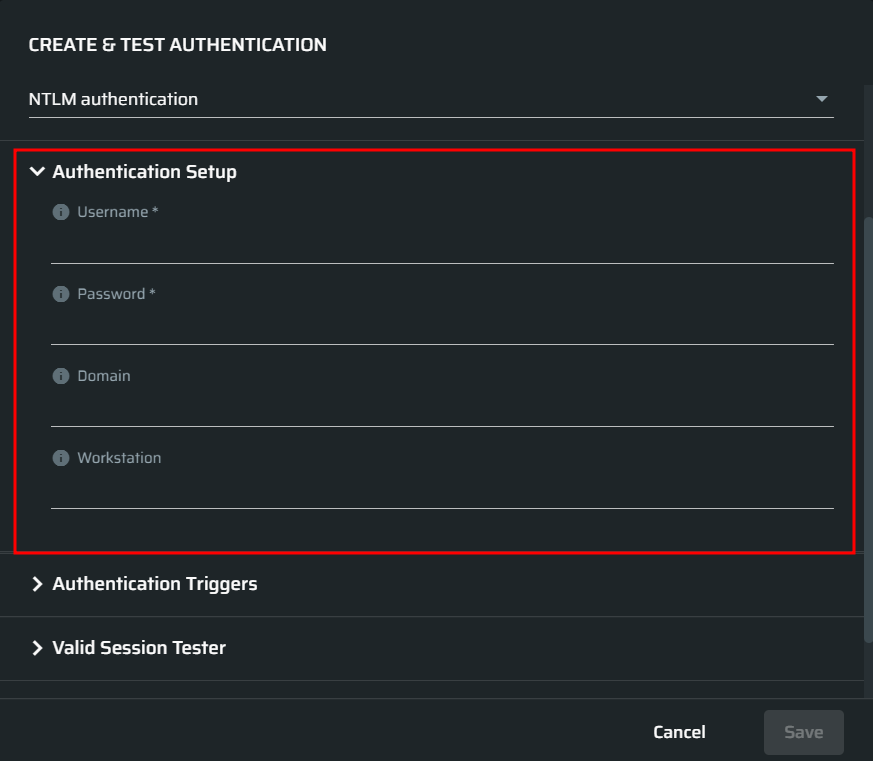 CREATE & TEST AUTHENTICATION
NTLM authentication
Authentication Setup
Username *
Password *
Domain
Workstation
Authentication Triggers
Valid Session Tester
Cancel
Save